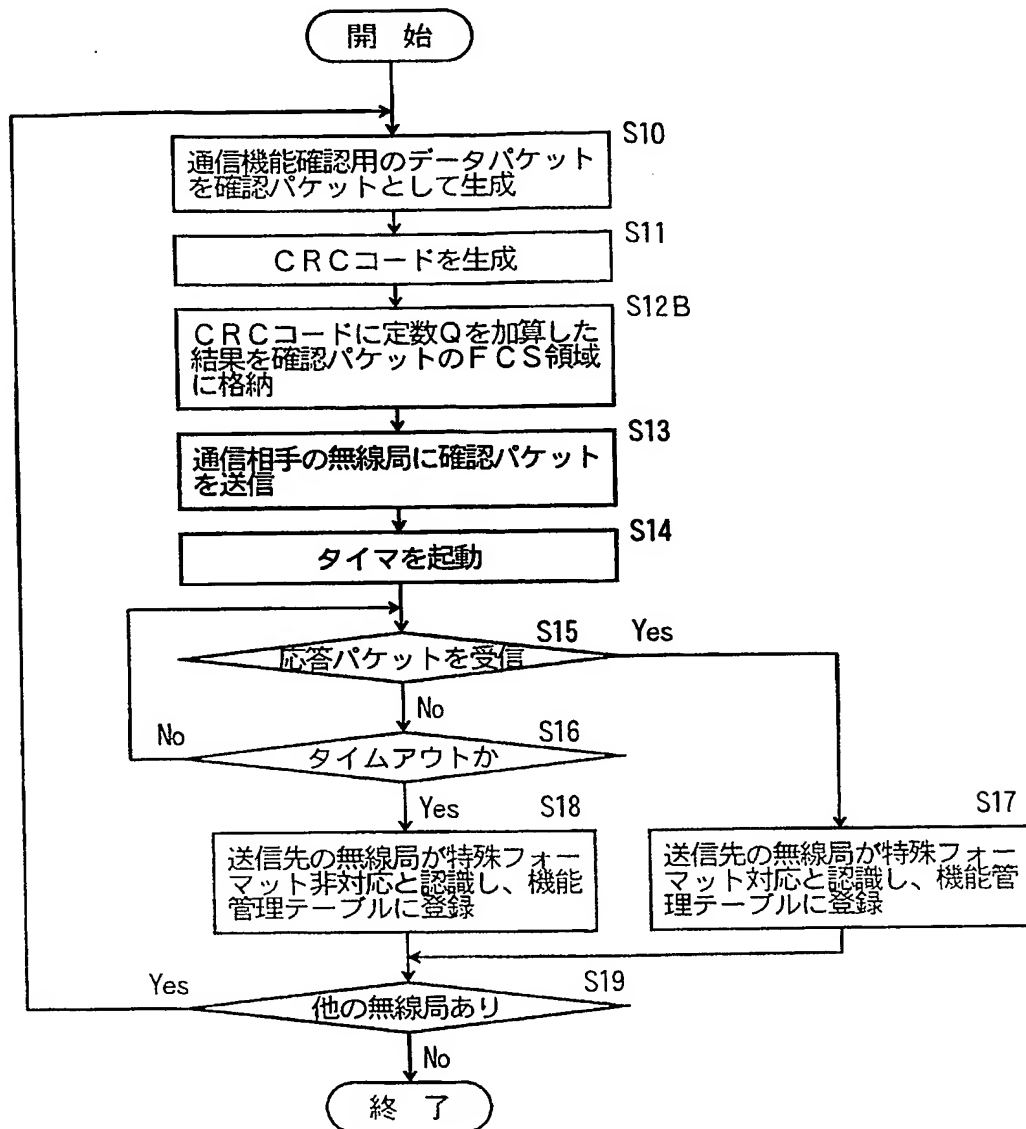 開 始
S10
通信機能確認用のデータパケット
を確認パケットとして生成
S11
CRCコードを生成
S12B
CRCコードに定数Qを加算した
結果を確認パケットのFCS領域
に格納
S13
通信相手の無線局に確認パケット
を送信
S14
タイマを起動
S15
Yes
応答パケットを受信
No
No
S16
タイムアウトか
Yes
S18
S17
送信先の無線局が特殊フォー
マット非対応と認識し、機能
管理テーブルに登録
送信先の無線局が特殊フォー
マット対応と認識し、機能管
理テーブルに登録
Yes
S19
他の無線局あり
No
終 了